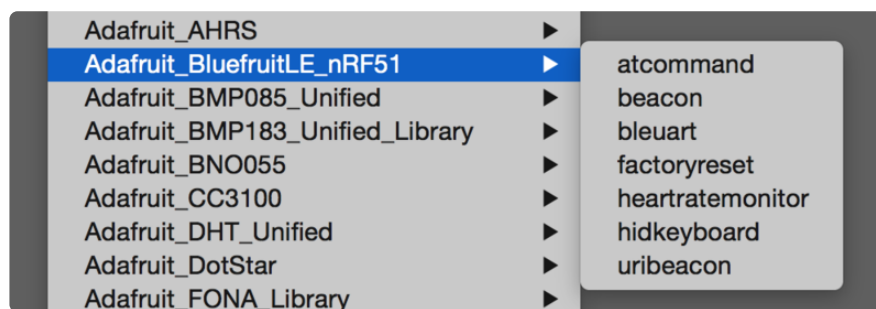 Adafruit_AHRS
Adafruit_BluefruitLE_nRF51
Adafruit_BMP085_Unified
Adafruit_BMP183_Unified_Library
Adafruit_BNO055
Adafruit_CC3100
Adafruit_DHT_Unified
Adafruit_DotStar
Adafruit_FONA_Library
atcommand
beacon
bleuart
factoryreset
heartratemonitor
hidkeyboard
uribeacon